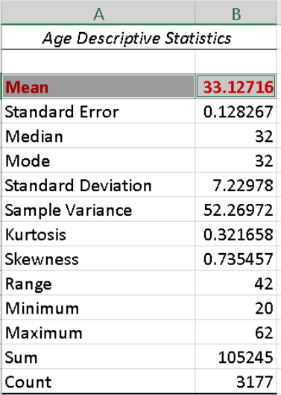 A B
Age Descriptive Statistics
Mean 33.12716
Standard Error 0.128267
Median 32
Mode 32
Standard Deviation 7.22978
Sample Variance 52.26972
Kurtosis 0.321658
Skewness 0.735457
Range 42
Minimum 20
Maximum 62
Sum 105245
Count 3177